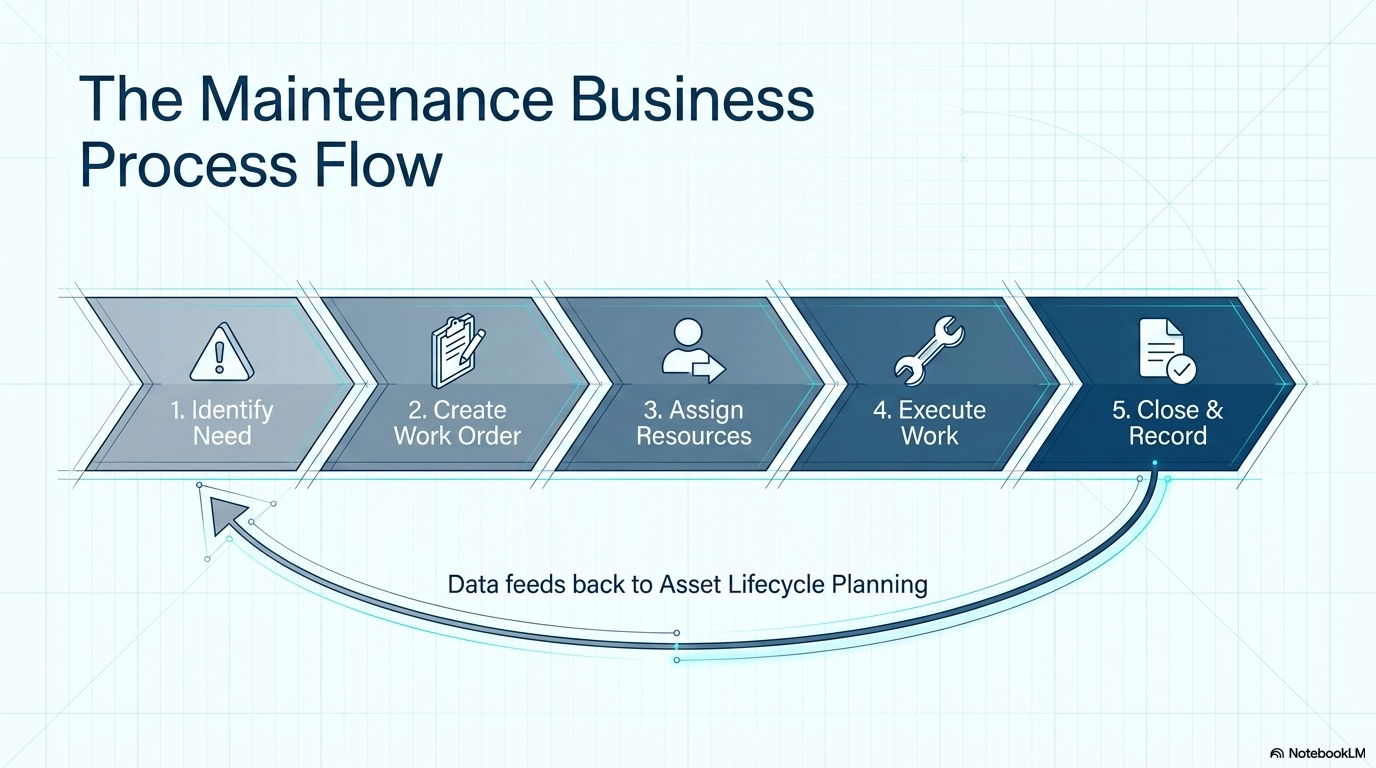 The Maintenance Business
Process Flow
1. Identify
Need
2. Create
Work Order
3. Assign
Resources
4. Execute
Work
5. Close &
Record
Data feeds back to Asset Lifecycle Planning
NotebookLM